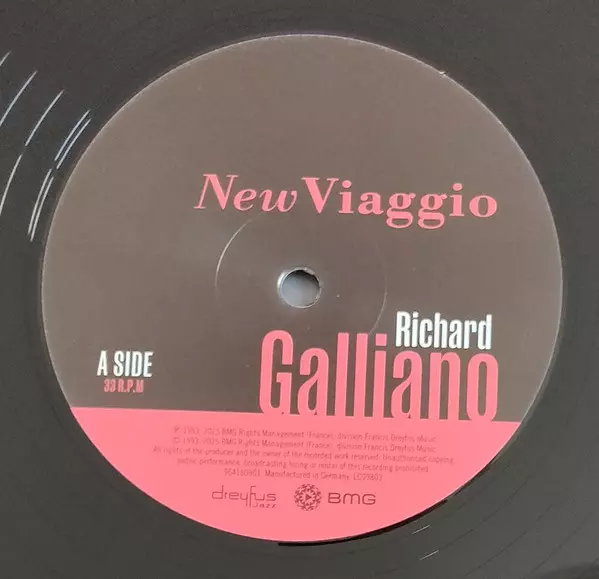 New Viaggio
Richard
Galliano
A SIDE
33 R.P.M
℗ 1993, 2025 BMG Rights Management (France), division Francis Dreyfus Music
© 1993, 2025 BMG Rights Management (France), division Francis Dreyfus Music
All rights of the producer and the owner of the recorded work reserved. Unauthorised copying,
public performance, broadcasting, hiring or rental of this recording prohibited.
Manufactured in Germany.
dreyfus
jazz
BMG